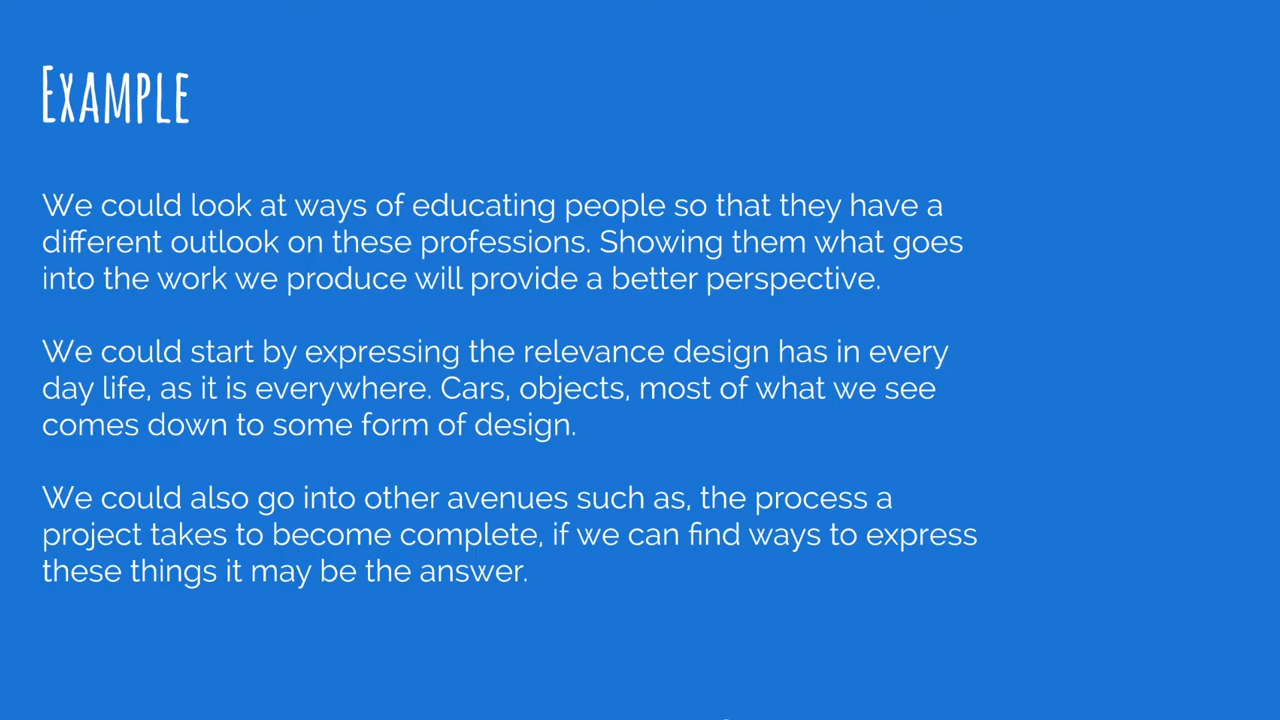 Example
We could look at ways of educating people so that they have a
different outlook on these professions. Showing them what goes
into the work we produce will provide a better perspective.
We could start by expressing the relevance design has in every
day life, as it is everywhere. Cars, objects, most of what we see
comes down to some form of design.
We could also go into other avenues such as, the process a
project takes to become complete, if we can find ways to express
these things it may be the answer.